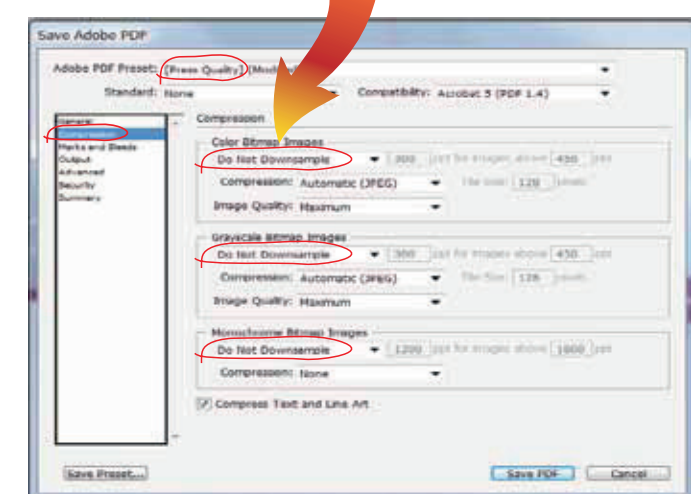 Save Adobe PDF
Adobe PDF Preset: [Press Quality]
Standard: None Compatibility: Acrobat 5 (PDF 1.4)
General
Compression
Marks and Bleeds
Output
Advanced
Security
Summary
Compression
Color Bitmap Images
Do Not Downsample 300 ppi for images above 450 ppi
Compression: Automatic (JPEG) Tile Size: 128 pixels
Image Quality: Maximum
Grayscale Bitmap Images
Do Not Downsample 300 ppi for images above 450 ppi
Compression: Automatic (JPEG) Tile Size: 128 pixels
Image Quality: Maximum
Monochrome Bitmap Images
Do Not Downsample 1200 ppi for images above 1800 ppi
Compression: None
Compress Text and Line Art
Save Preset... Save PDF Cancel